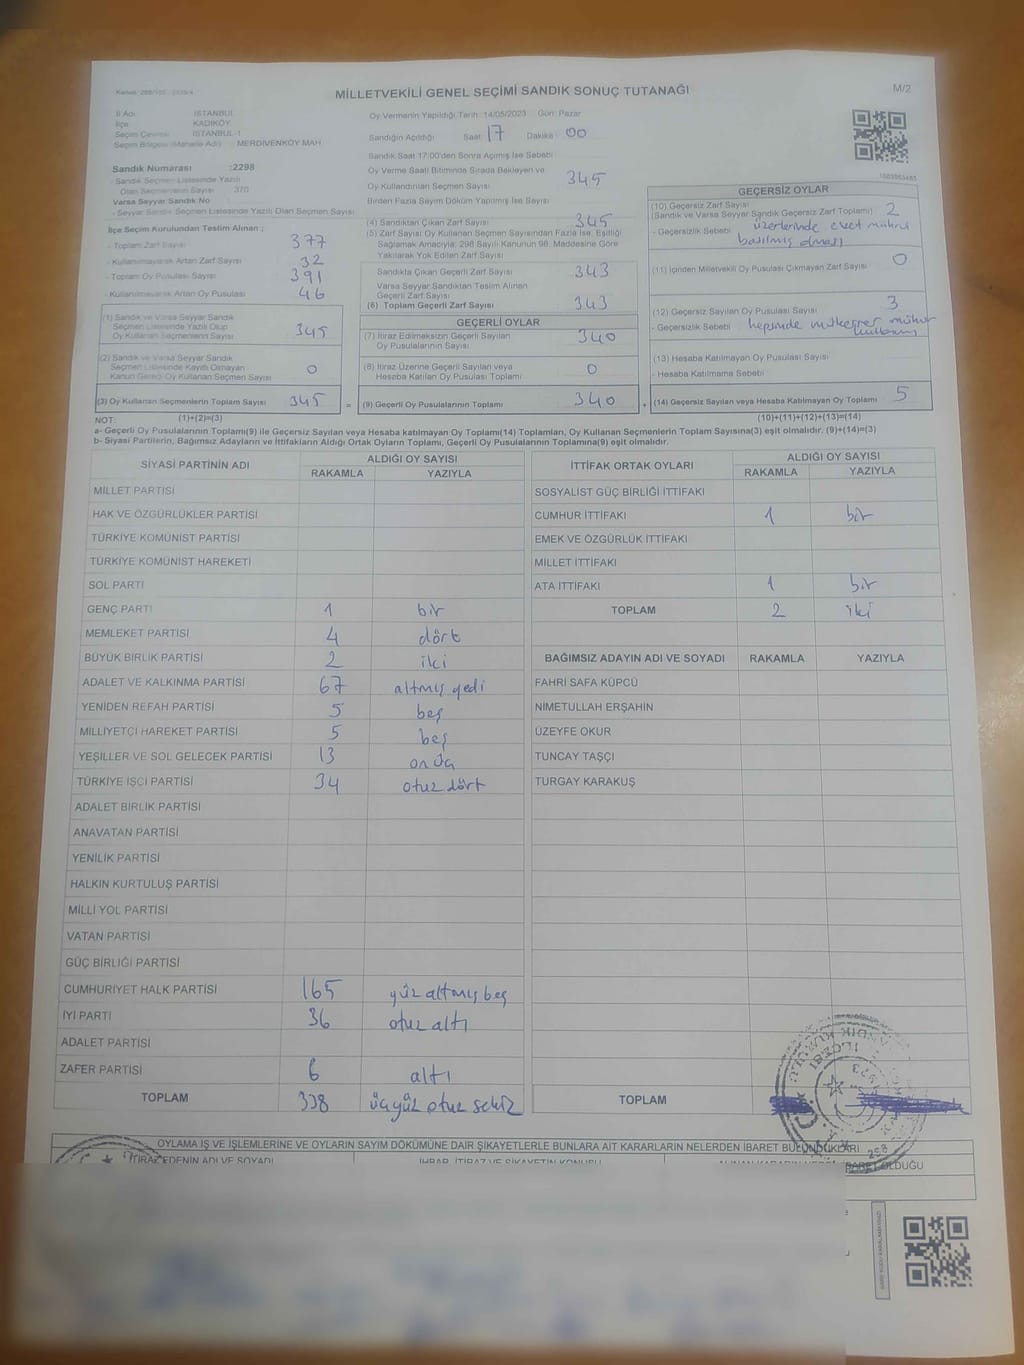 MİLLETVEKİLİ GENEL SEÇİMİ SANDIK SONUÇ TUTANAĞI
M/2
İl Adı : İSTANBUL
İlçe : KADIKÖY
Seçim Çevresi : İSTANBUL-1
Seçim Bölgesi (Mahalle Adı) : MERDİVENKÖY MAH
Sandık Numarası :2298
- Sandık Seçmen Listesinde Yazılı
Olan Seçmenlerin Sayısı : 370
Varsa Seyyar Sandık No :
- Seyyar Sandık Seçmen Listesinde Yazılı Olan Seçmen Sayısı
İlçe Seçim Kurulundan Teslim Alınan ;
- Toplam Zarf Sayısı 377
- Kullanılmayarak Artan Zarf Sayısı 32
- Toplam Oy Pusulası Sayısı 391
- Kullanılmayarak Artan Oy Pusulası 46
(1) Sandık ve Varsa Seyyar Sandık
Seçmen Listesinde Yazılı Olup
Oy Kullanan Seçmenlerin Sayısı 345
(2) Sandık ve Varsa Seyyar Sandık
Seçmen Listesinde Kayıtlı Olmayan
Kanun Gereği Oy Kullanan Seçmen Sayısı 0
(3) Oy Kullanan Seçmenlerin Toplam Sayısı 345 =
Oy Vermenin Yapıldığı Tarih: 14/05/2023 Gün: Pazar
Sandığın Açıldığı: Saat: 17 Dakika: 00
Sandık Saat 17:00'den Sonra Açılmış İse Sebebi :
Oy Verme Saati Bitiminde Sırada Bekleyen ve
Oy Kullandırılan Seçmen Sayısı : 345
Birden Fazla Sayım Döküm Yapılmış İse Sayısı :
(4) Sandıktan Çıkan Zarf Sayısı 345
(5) Zarf Sayısı Oy Kullanan Seçmen Sayısından Fazla İse, Eşitliği
Sağlamak Amacıyla; 298 Sayılı Kanunun 98. Maddesine Göre
Yakılarak Yok Edilen Zarf Sayısı
Sandıkta Çıkan Geçerli Zarf Sayısı 343
Varsa Seyyar Sandıktan Teslim Alınan
Geçerli Zarf Sayısı
(6) Toplam Geçerli Zarf Sayısı 343
GEÇERLİ OYLAR
(7) İtiraz Edilmeksizin Geçerli Sayılan
Oy Pusulalarının Sayısı 340
(8) İtiraz Üzerine Geçerli Sayılan veya
Hesaba Katılan Oy Pusulası Toplamı 0
(9) Geçerli Oy Pusulalarının Toplamı 340 +
GEÇERSİZ OYLAR
(10) Geçersiz Zarf Sayısı
(Sandık ve Varsa Seyyar Sandık Geçersiz Zarf Toplamı) 2
- Geçersizlik Sebebi : üzerlerinde evet mührü
basılmış olması
(11) İçinden Milletvekili Oy Pusulası Çıkmayan Zarf Sayısı 0
(12) Geçersiz Sayılan Oy Pusulası Sayısı 3
- Geçersizlik Sebebi : hepsinde mükerrer mühür
(13) Hesaba Katılmayan Oy Pusulası Sayısı
- Hesaba Katılmama Sebebi :
(14) Geçersiz Sayılan veya Hesaba Katılmayan Oy Toplamı 5
NOT: (1)+(2)=(3) (10)+(11)+(12)+(13)=(14)
a- Geçerli Oy Pusulalarının Toplamı(9) ile Geçersiz Sayılan veya Hesaba Katılmayan Oy Toplamı(14) Toplamları, Oy Kullanan Seçmenlerin Toplam Sayısına(3) eşit olmalıdır. (9)+(14)=(3)
b- Siyasi Partilerin, Bağımsız Adayların ve İttifakların Aldığı Ortak Oyların Toplamı, Geçerli Oy Pusulalarının Toplamına(9) eşit olmalıdır.
SİYASİ PARTİNİN ADI ALDIĞI OY SAYISI
RAKAMLA YAZIYLA
MİLLET PARTİSİ
HAK VE ÖZGÜRLÜKLER PARTİSİ
TÜRKİYE KOMÜNİST PARTİSİ
TÜRKİYE KOMÜNİST HAREKETİ
SOL PARTİ
GENÇ PARTİ 1 bir
MEMLEKET PARTİSİ 4 dört
BÜYÜK BİRLİK PARTİSİ 2 iki
ADALET VE KALKINMA PARTİSİ 67 altmış yedi
YENİDEN REFAH PARTİSİ 5 beş
MİLLİYETÇİ HAREKET PARTİSİ 5 beş
YEŞİLLER VE SOL GELECEK PARTİSİ 13 onüç
TÜRKİYE İŞÇİ PARTİSİ 34 otuz dört
ADALET BİRLİK PARTİSİ
ANAVATAN PARTİSİ
YENİLİK PARTİSİ
HALKIN KURTULUŞ PARTİSİ
MİLLİ YOL PARTİSİ
VATAN PARTİSİ
GÜÇ BİRLİĞİ PARTİSİ
CUMHURİYET HALK PARTİSİ 165 yüz altmış beş
İYİ PARTİ 36 otuz altı
ADALET PARTİSİ
ZAFER PARTİSİ 6 altı
TOPLAM 338 üçyüz otuz sekiz
İTTİFAK ORTAK OYLARI ALDIĞI OY SAYISI
RAKAMLA YAZIYLA
SOSYALİST GÜÇ BİRLİĞİ İTTİFAKI
CUMHUR İTTİFAKI 1 bir
EMEK VE ÖZGÜRLÜK İTTİFAKI
MİLLET İTTİFAKI
ATA İTTİFAKI 1 bir
TOPLAM 2 iki
BAĞIMSIZ ADAYIN ADI VE SOYADI RAKAMLA YAZIYLA
FAHRİ SAFA KÜPCÜ
NİMETULLAH ERŞAHİN
ÜZEYFE OKUR
TUNCAY TAŞÇI
TURGAY KARAKUŞ
TOPLAM
OYLAMA İŞ VE İŞLEMLERİNE VE OYLARIN SAYIM DÖKÜMÜNE DAİR ŞİKAYETLERLE BUNLARA AİT KARARLARIN NELERDEN İBARET BULUNDUKLARI
İTİRAZ EDENİN ADI VE SOYADI İHBAR, İTİRAZ VE ŞİKAYETİN KONUSU